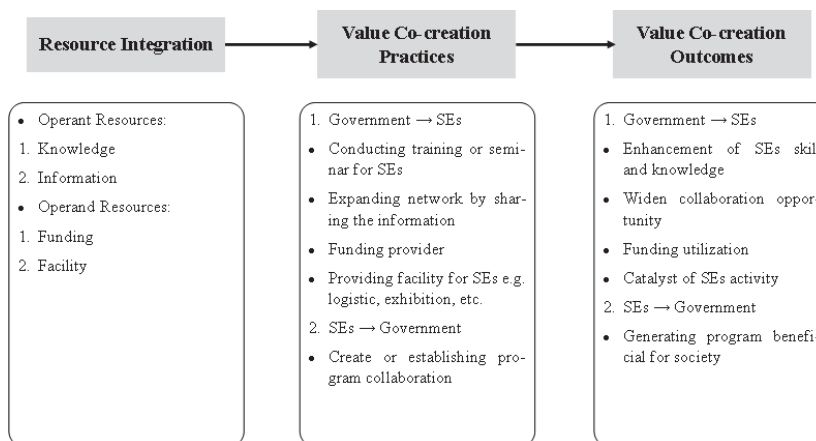 Resource Integration
Value Co-creation
Practices
Value Co-creation
Outcomes
• Operant Resources:
1. Knowledge
2. Information
• Operand Resources:
1. Funding
2. Facility
1. Government → SEs
• Conducting training or semi-
nar for SEs
• Expanding network by shar-
ing the information
• Funding provider
• Providing facility for SEs e.g.
logistic, exhibition, etc.
2. SEs → Government
• Create or establishing pro-
gram collaboration
1. Government → SEs
• Enhancement of SEs skil
and knowledge
• Widen collaboration oppor-
tunity
• Funding utilization
• Catalyst of SEs activity
2. SEs → Government
• Generating program benefi-
cial for society